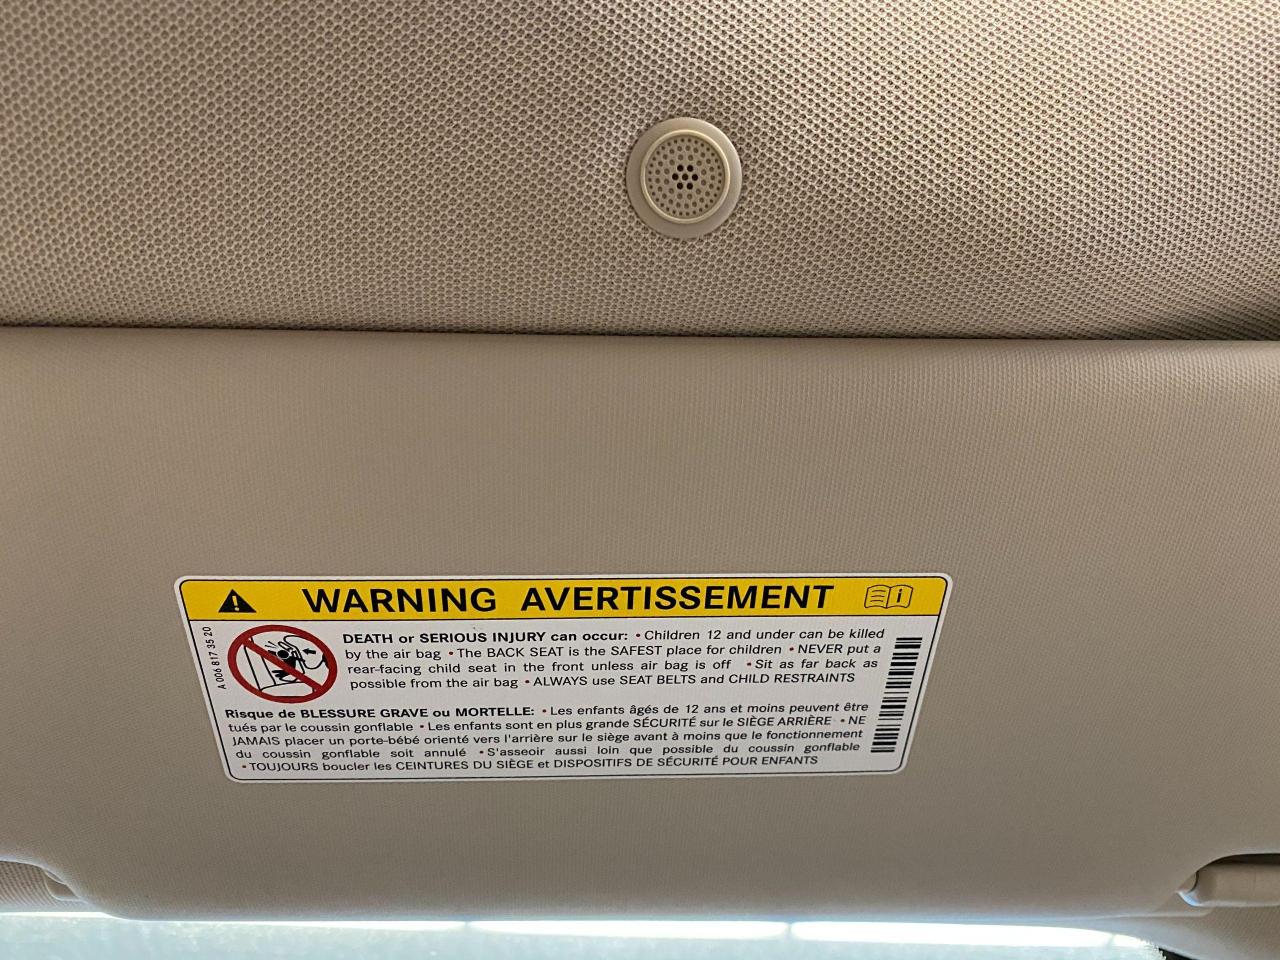 WARNING AVERTISSEMENT
A 006 817 35 20
DEATH or SERIOUS INJURY can occur: • Children 12 and under can be killed
by the air bag • The BACK SEAT is the SAFEST place for children • NEVER put a
rear-facing child seat in the front unless air bag is off • Sit as far back as
possible from the air bag • ALWAYS use SEAT BELTS and CHILD RESTRAINTS
Risque de BLESSURE GRAVE ou MORTELLE: • Les enfants âgés de 12 ans et moins peuvent être
tués par le coussin gonflable • Les enfants sont en plus grande SÉCURITÉ sur le SIÈGE ARRIÈRE • NE
JAMAIS placer un porte-bébé orienté vers l'arrière sur le siège avant à moins que le fonctionnement
du coussin gonflable soit annulé • S'asseoir aussi loin que possible du coussin gonflable
• TOUJOURS boucler les CEINTURES DU SIÈGE et DISPOSITIFS DE SÉCURITÉ POUR ENFANTS